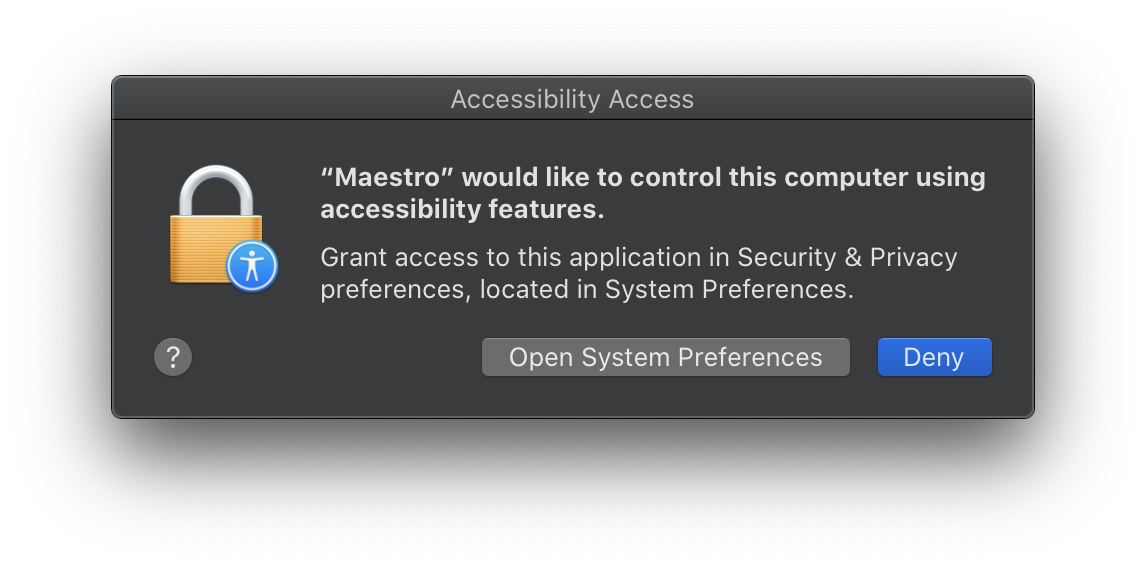 Accessibility Access
“Maestro” would like to control this computer using
accessibility features.
Grant access to this application in Security & Privacy
preferences, located in System Preferences.
?
Open System Preferences
Deny